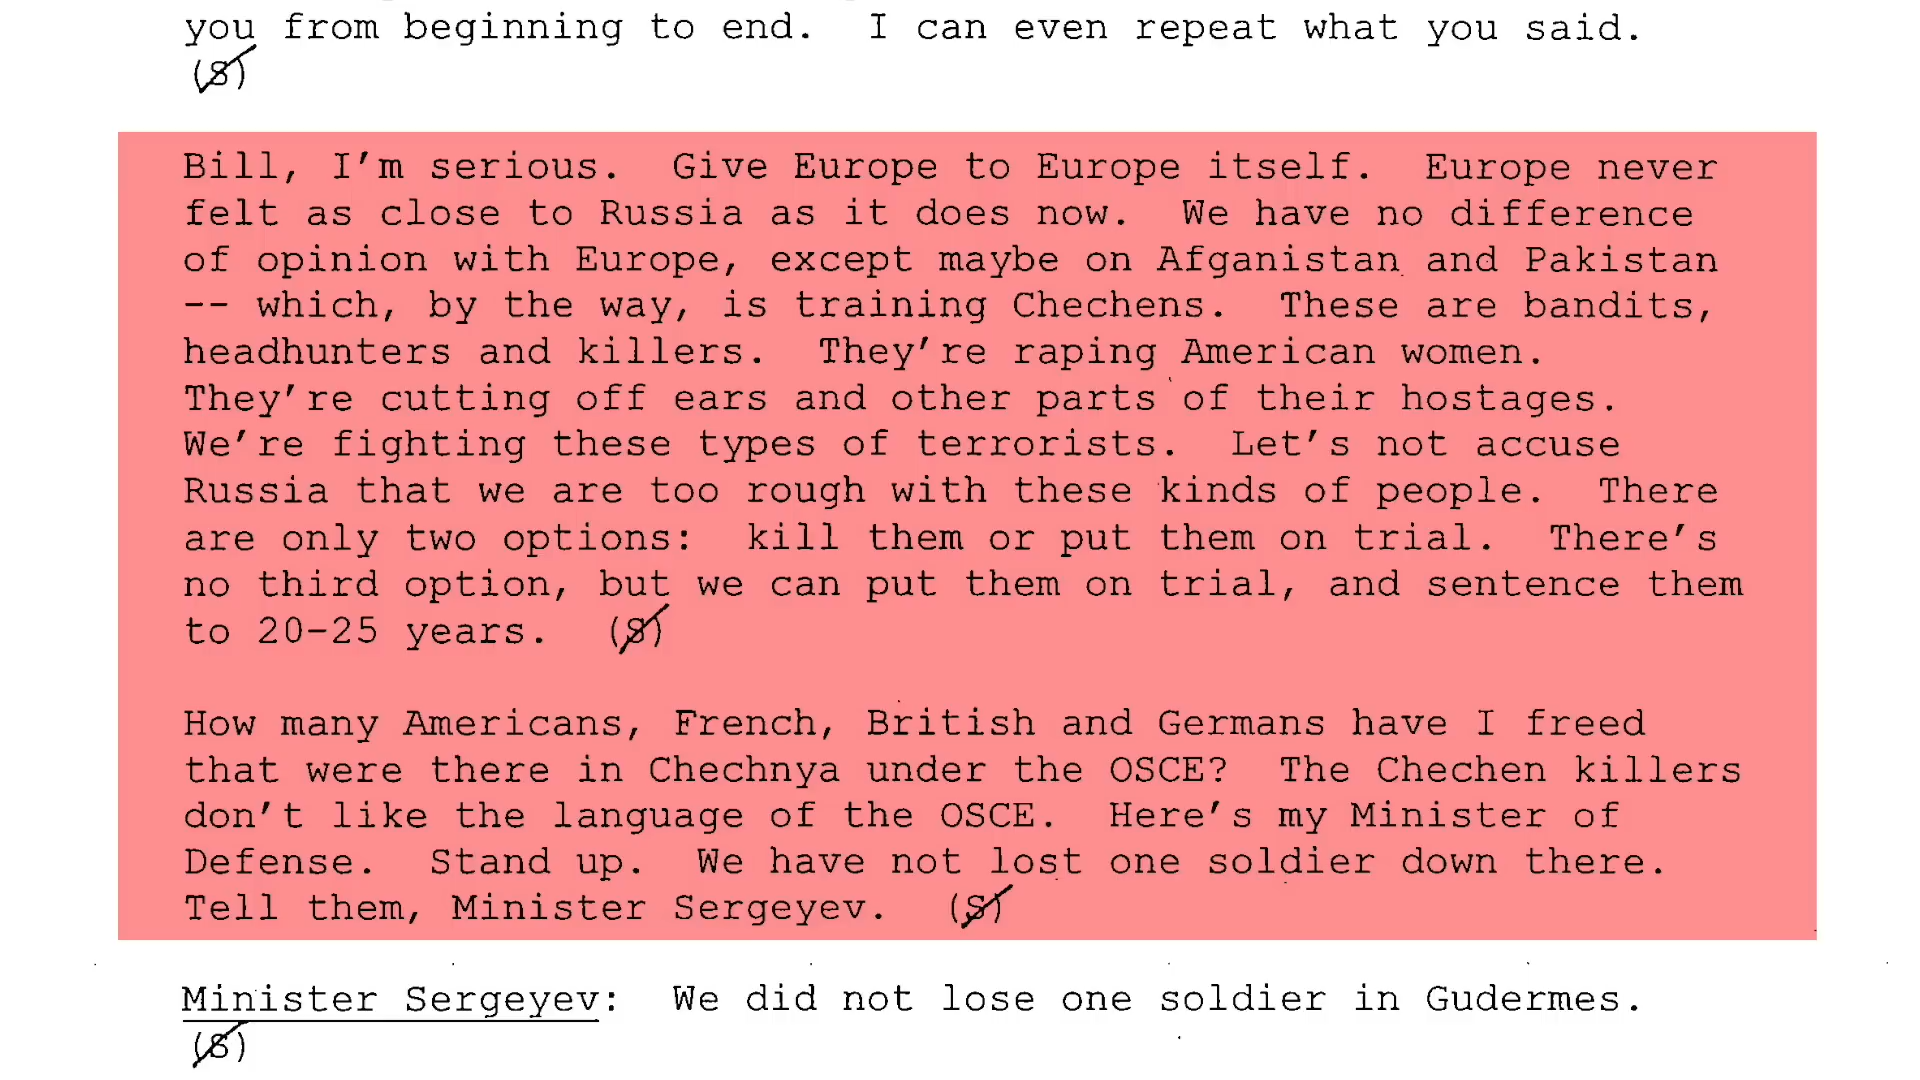 you from beginning to end. I can even repeat what you said.
(S)
Bill, I'm serious. Give Europe to Europe itself. Europe never
felt as close to Russia as it does now. We have no difference
of opinion with Europe, except maybe on Afganistan and Pakistan
-- which, by the way, is training Chechens. These are bandits,
headhunters and killers. They're raping American women.
They're cutting off ears and other parts of their hostages.
We're fighting these types of terrorists. Let's not accuse
Russia that we are too rough with these kinds of people. There
are only two options: kill them or put them on trial. There's
no third option, but we can put them on trial, and sentence them
to 20-25 years. (S)
How many Americans, French, British and Germans have I freed
that were there in Chechnya under the OSCE? The Chechen killers
don't like the language of the OSCE. Here's my Minister of
Defense. Stand up. We have not lost one soldier down there.
Tell them, Minister Sergeyev. (S)
Minister Sergeyev: We did not lose one soldier in Gudermes.
(S)